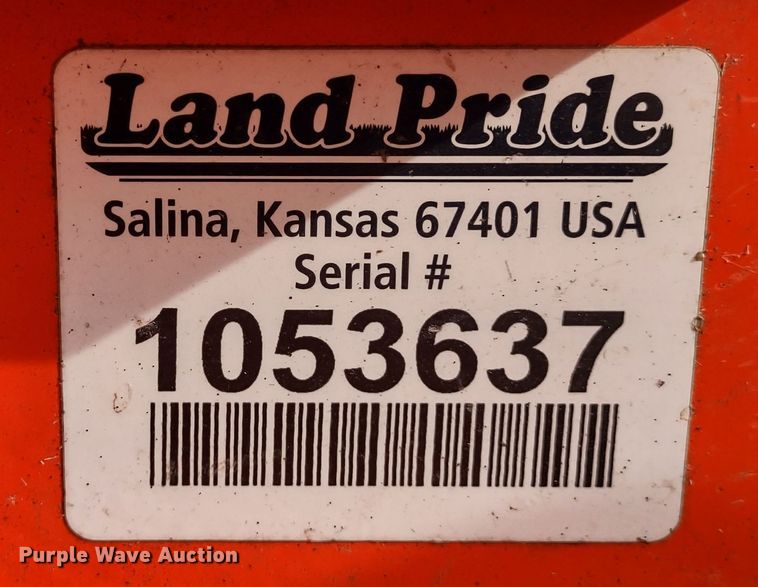 Land Pride
Salina, Kansas 67401 USA
Serial #
1053637
Purple Wave Auction